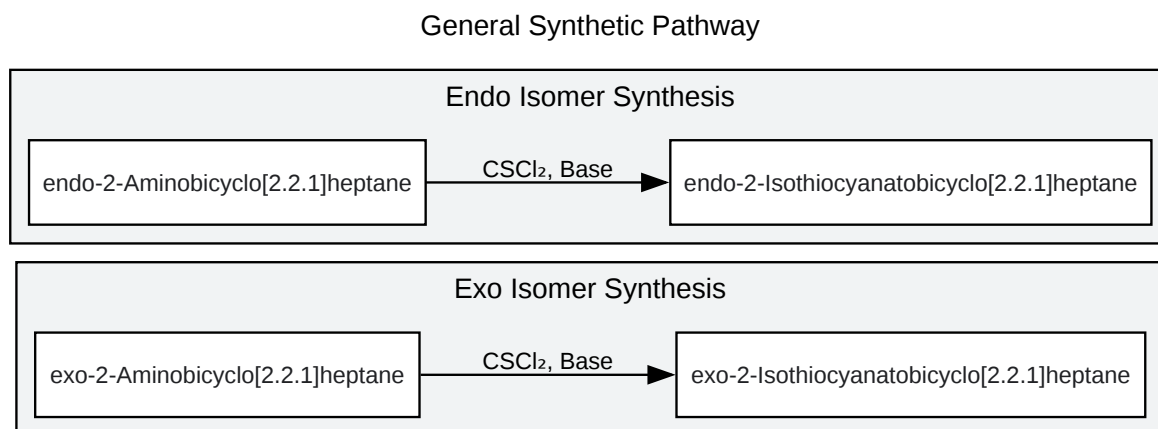 General Synthetic Pathway
Endo Isomer Synthesis
endo-2-Aminobicyclo[2.2.1]heptane
CSCl₂, Base
endo-2-Isothiocyanatobicyclo[2.2.1]heptane
Exo Isomer Synthesis
exo-2-Aminobicyclo[2.2.1]heptane
CSCl₂, Base
exo-2-Isothiocyanatobicyclo[2.2.1]heptane